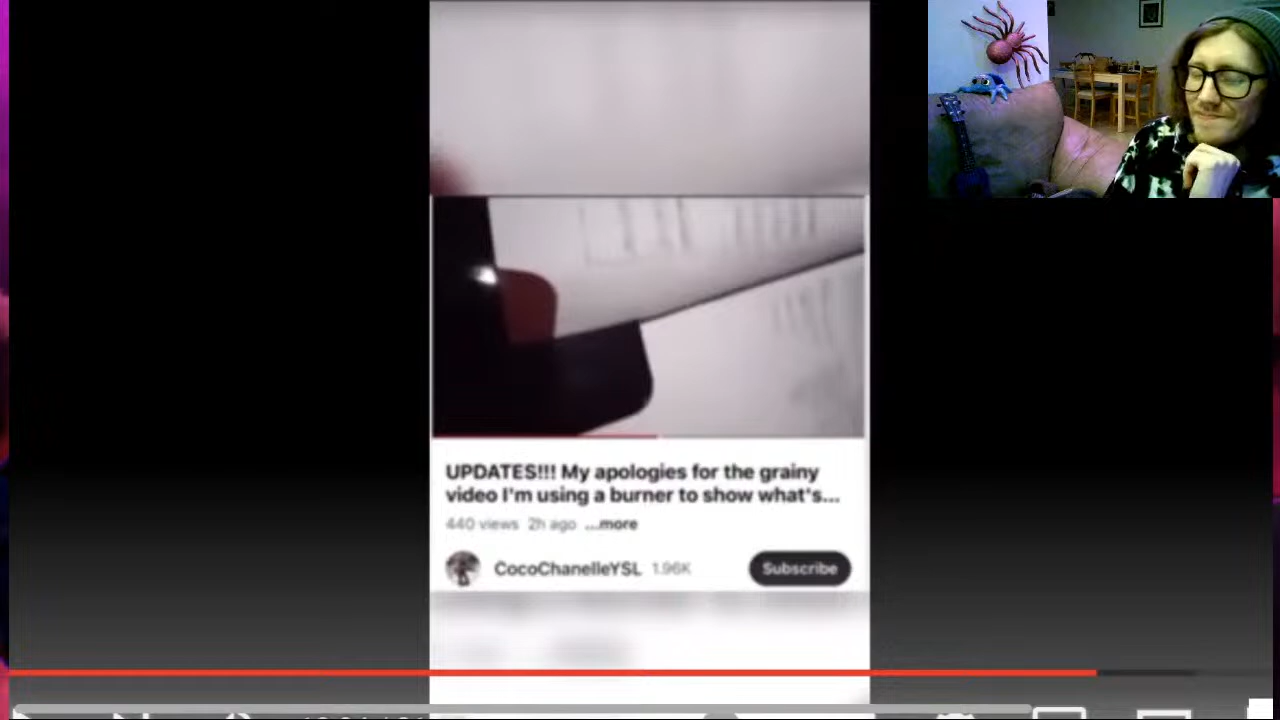 UPDATES!!! My apologies for the grainy
video I'm using a burner to show what's...
440 views 2h ago ...more
CocoChanelleYSL 1.96K Subscribe